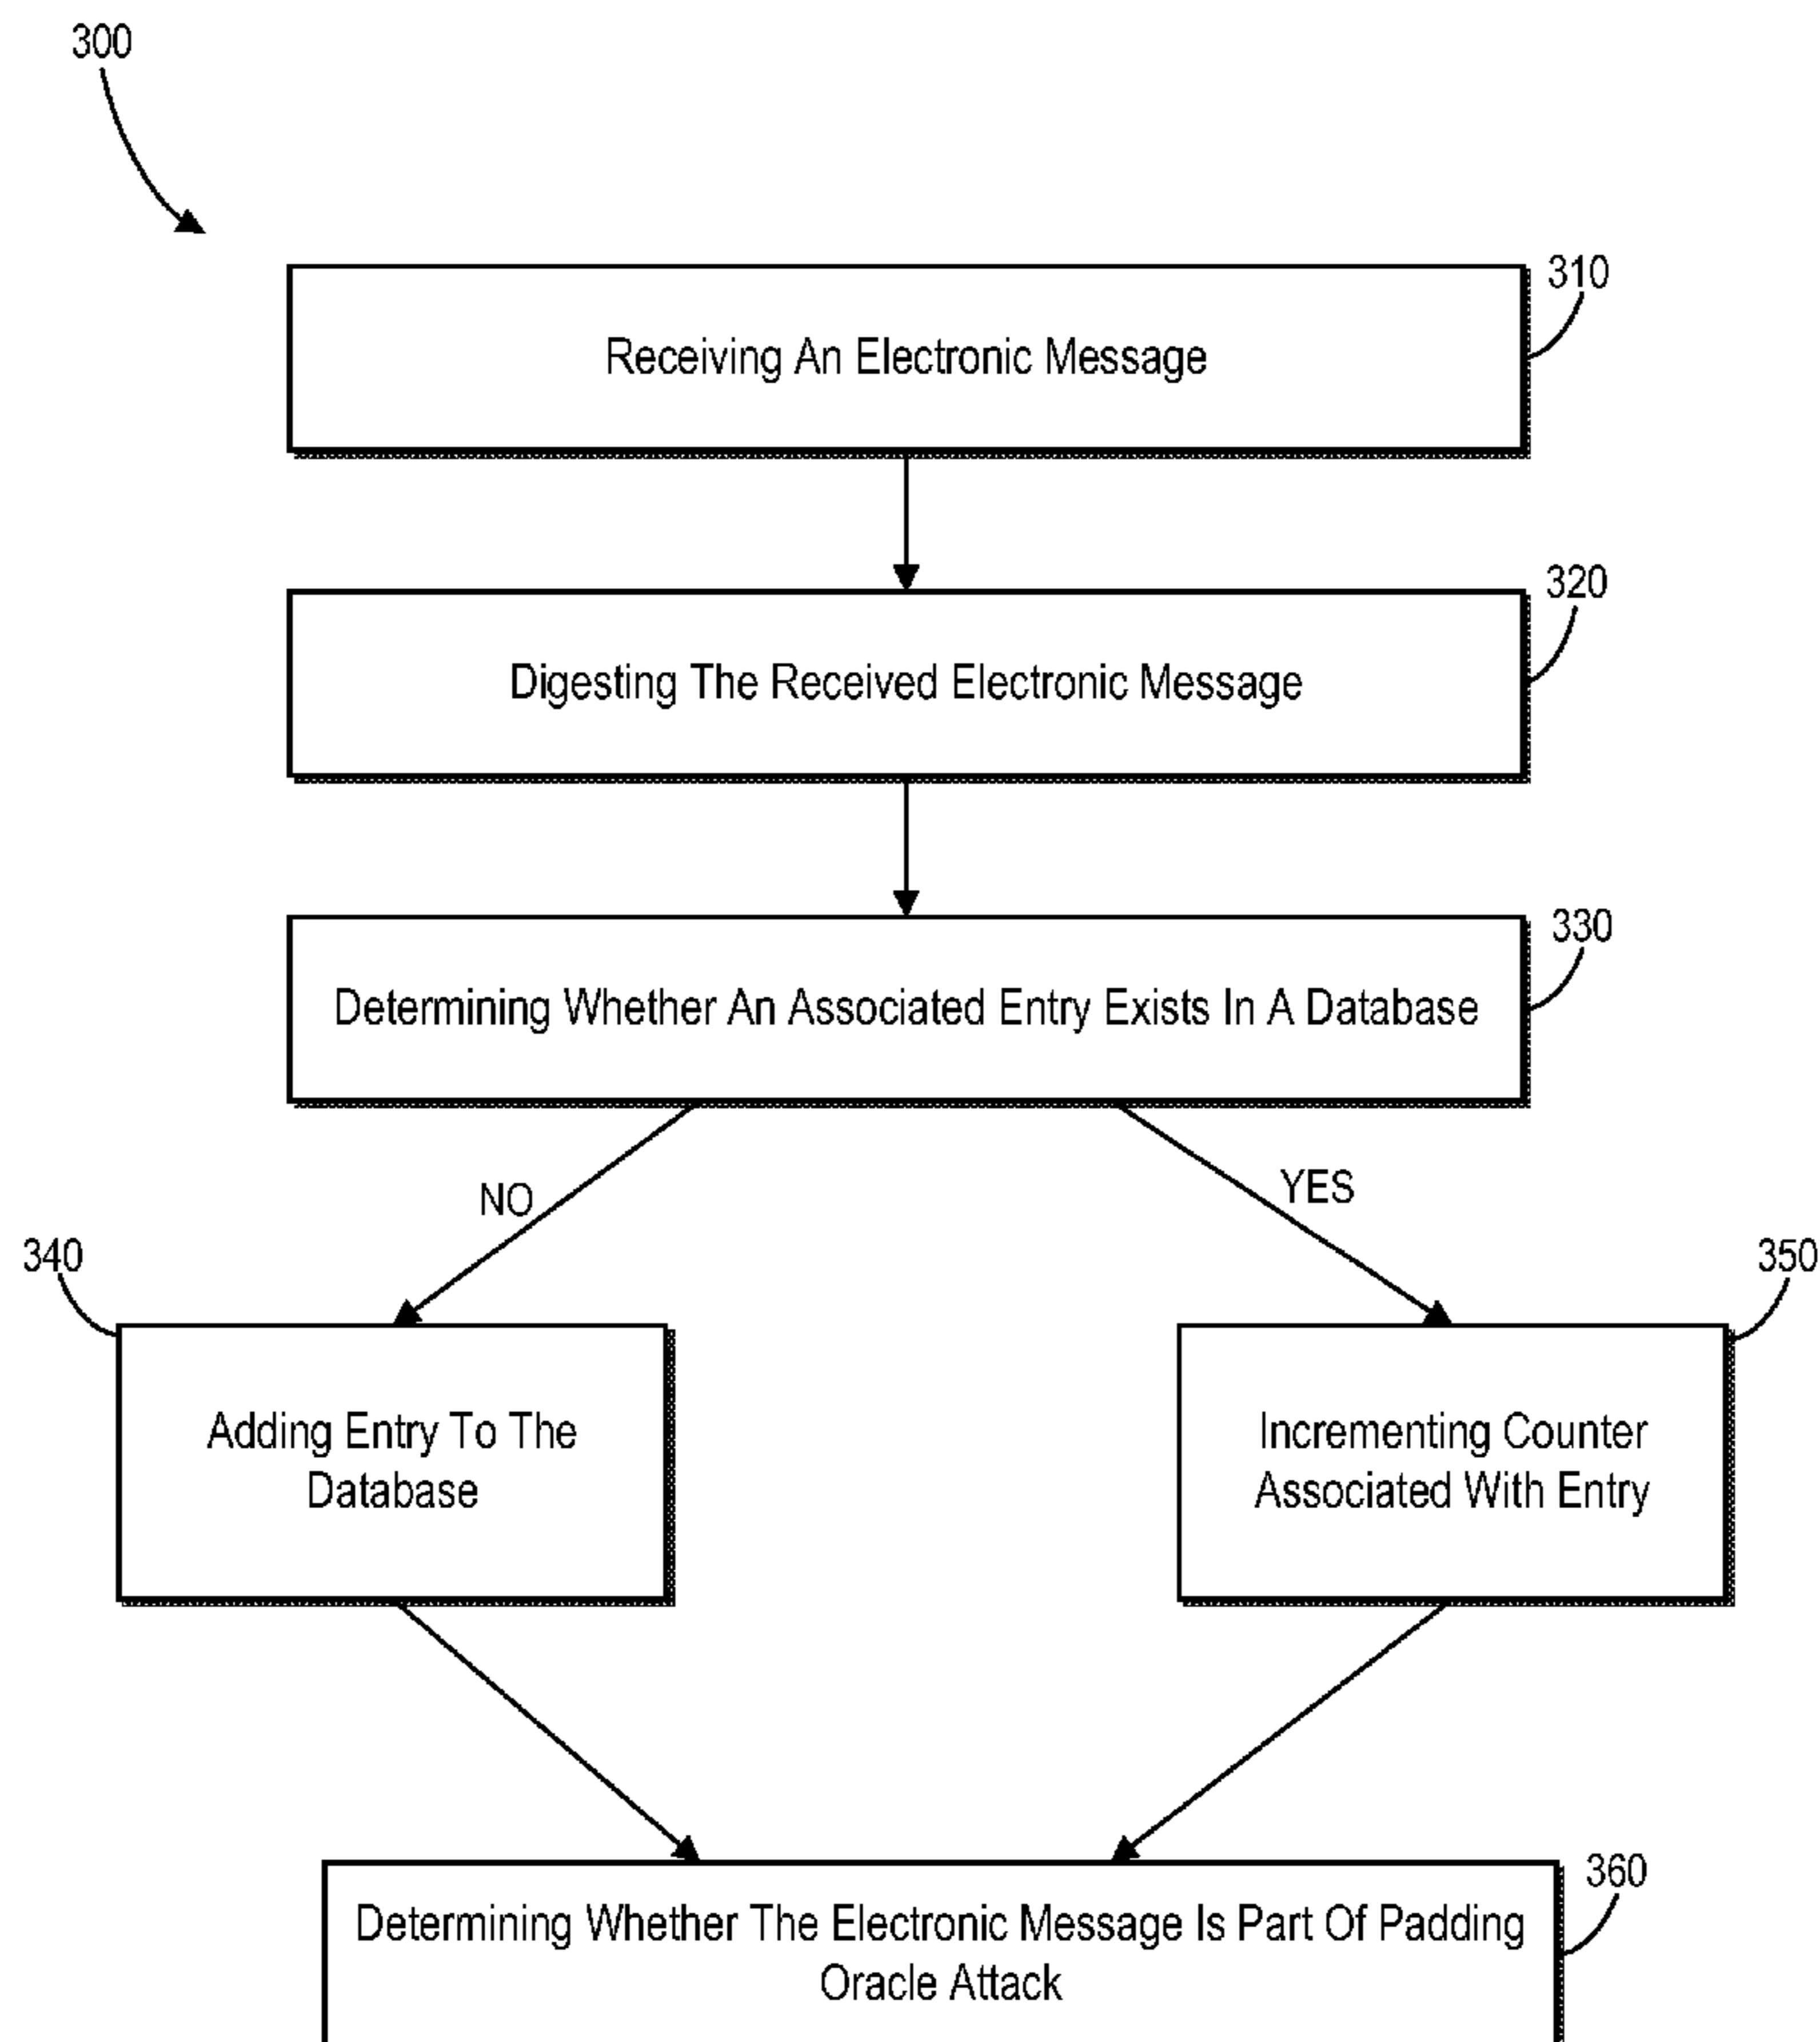 300
310
Receiving An Electronic Message
320
Digesting The Received Electronic Message
330
Determining Whether An Associated Entry Exists In A Database
NO
YES
340
350
Adding Entry To The
Database
Incrementing Counter
Associated With Entry
360
Determining Whether The Electronic Message Is Part Of Padding
Oracle Attack